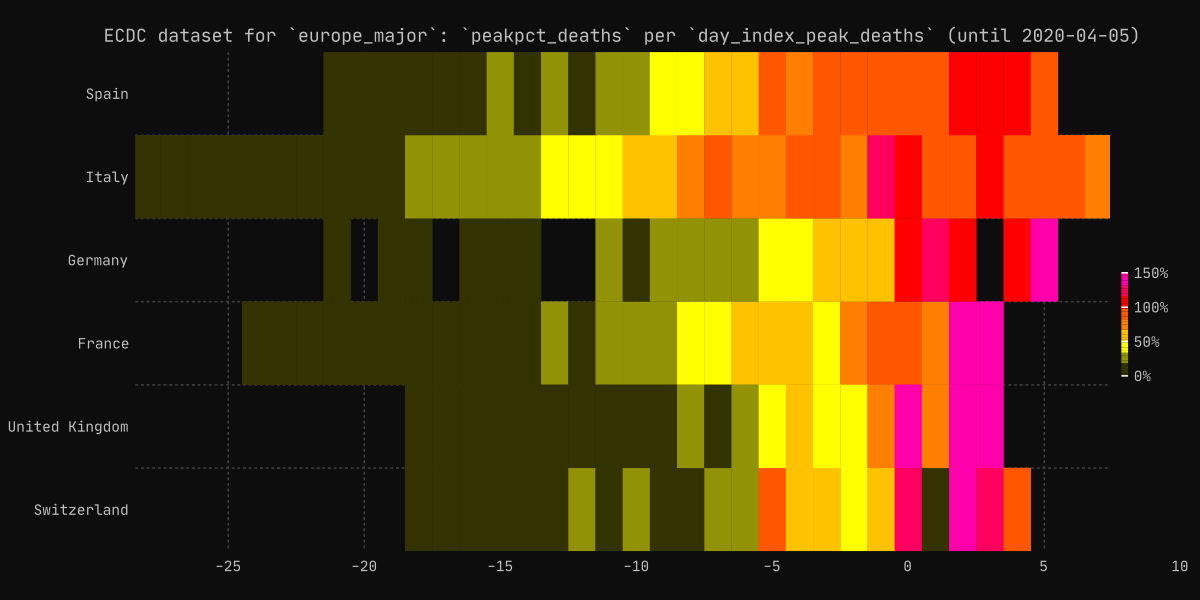 ECDC dataset for `europe_major`: `peakpct_deaths` per `day_index_peak_deaths` (until 2020-04-05)
Spain
Italy
Germany
France
United Kingdom
Switzerland
150%
100%
50%
0%
-25 -20 -15 -10 -5 0 5 10